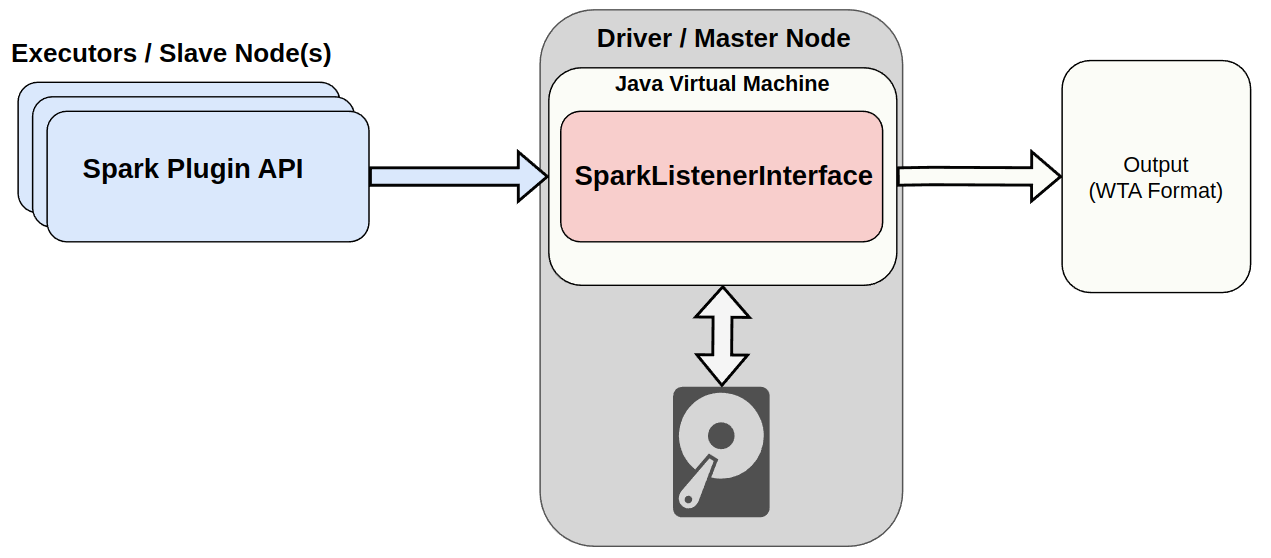 Executors / Slave Node(s)
Spark Plugin API
Driver / Master Node
Java Virtual Machine
SparkListenerInterface
Output
(WTA Format)